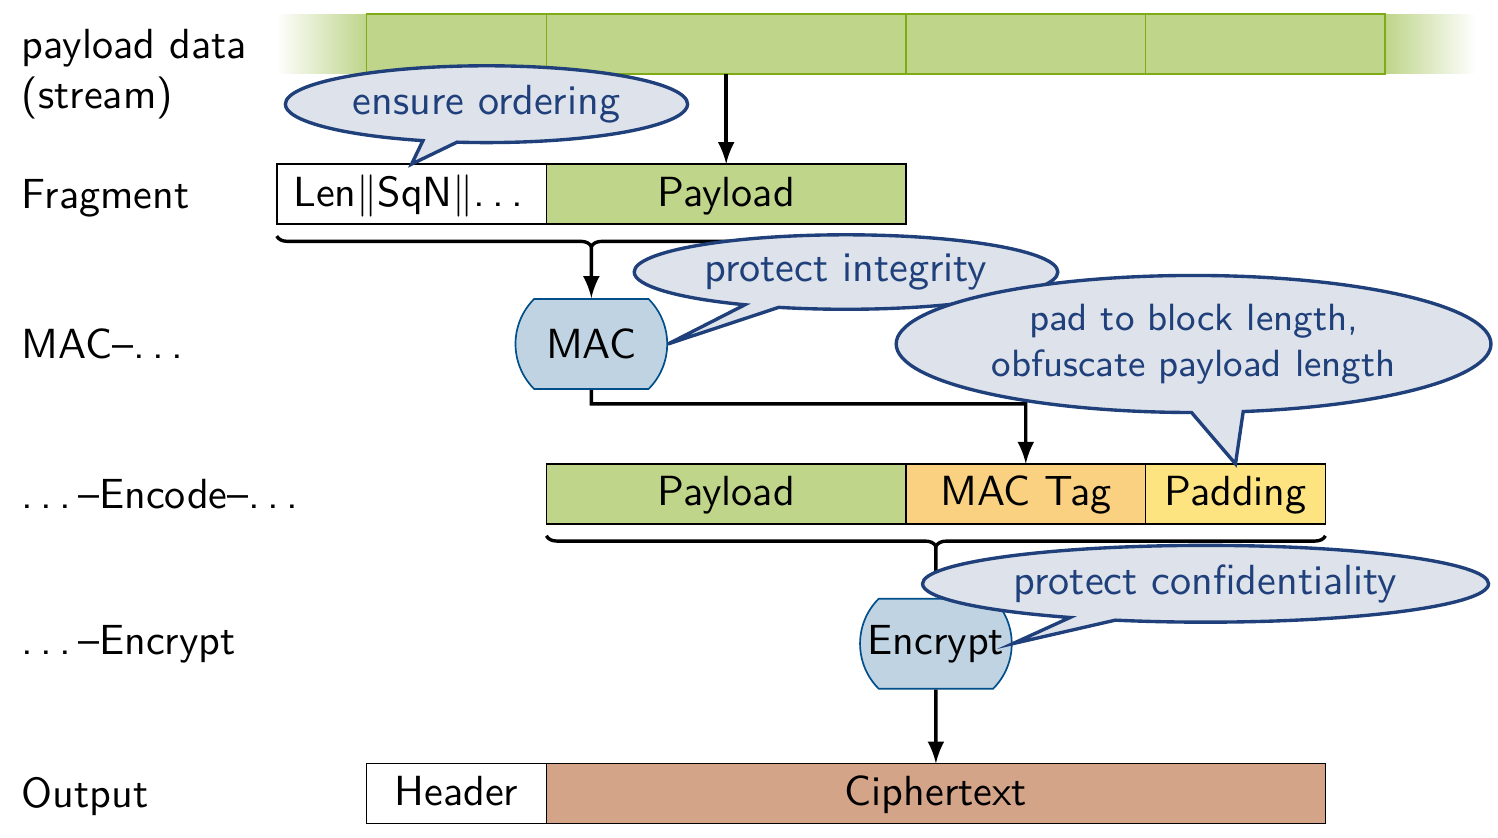 payload data
(stream)
ensure ordering
Fragment
Len∥SqN∥...
Payload
protect integrity
MAC–...
MAC
pad to block length,
obfuscate payload length
...–Encode–...
Payload
MAC Tag
Padding
protect confidentiality
...–Encrypt
Encrypt
Output
Header
Ciphertext